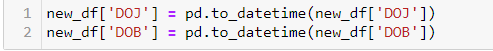 1 new_df['DOJ'] = pd.to_datetime(new_df['DOJ'])
2 new_df['DOB'] = pd.to_datetime(new_df['DOB'])